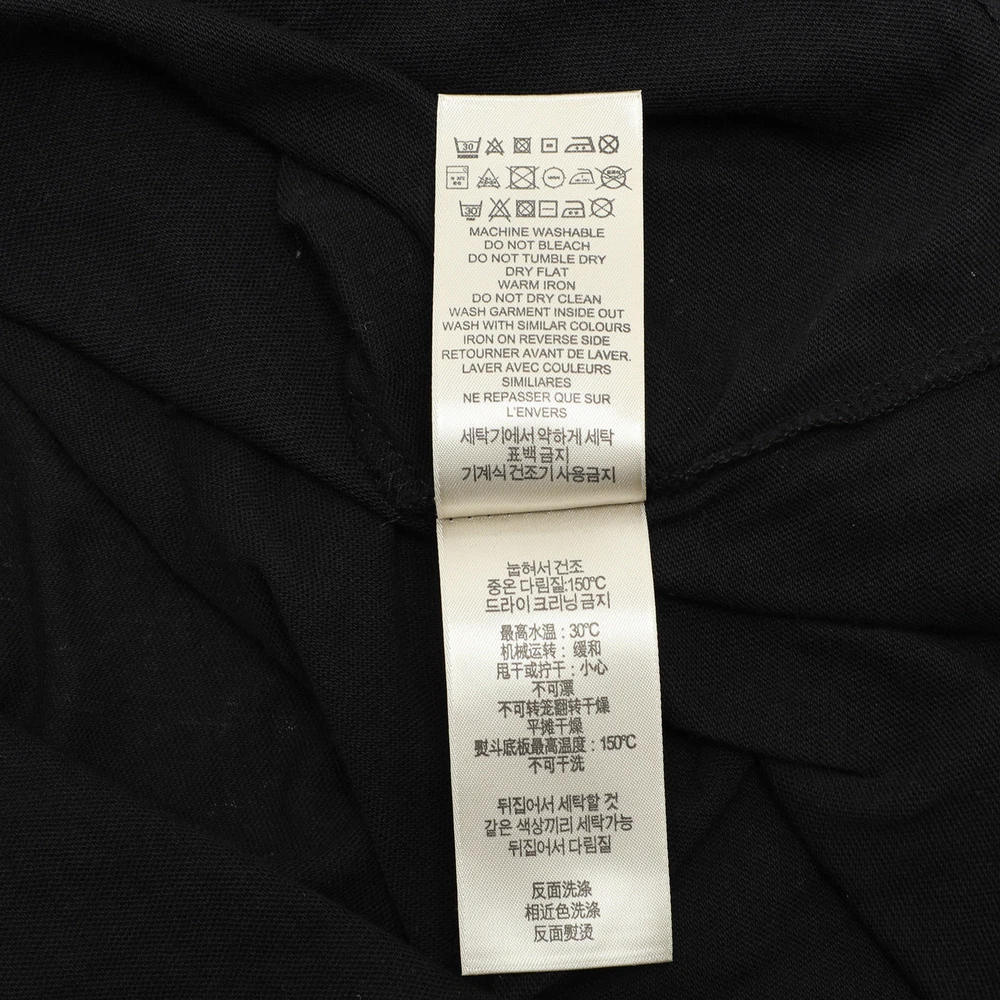 30
30
MACHINE WASHABLE
DO NOT BLEACH
DO NOT TUMBLE DRY
DRY FLAT
WARM IRON
DO NOT DRY CLEAN
WASH GARMENT INSIDE OUT
WASH WITH SIMILAR COLOURS
IRON ON REVERSE SIDE
RETOURNER AVANT DE LAVER.
LAVER AVEC COULEURS
SIMILIARES
NE REPASSER QUE SUR
L'ENVERS
세탁기에서 약하게 세탁
표백 금지
기계식 건조기 사용금지
눕혀서 건조
중온 다림질:150°C
드라이 크리닝 금지
最高水温：30°C
机械运转：缓和
甩干或拧干：小心
不可漂
不可转笼翻转干燥
平摊干燥
熨斗底板最高温度：150°C
不可干洗
뒤집어서 세탁할 것
같은 색상끼리 세탁가능
뒤집어서 다림질
反面洗涤
相近色洗涤
反面熨烫